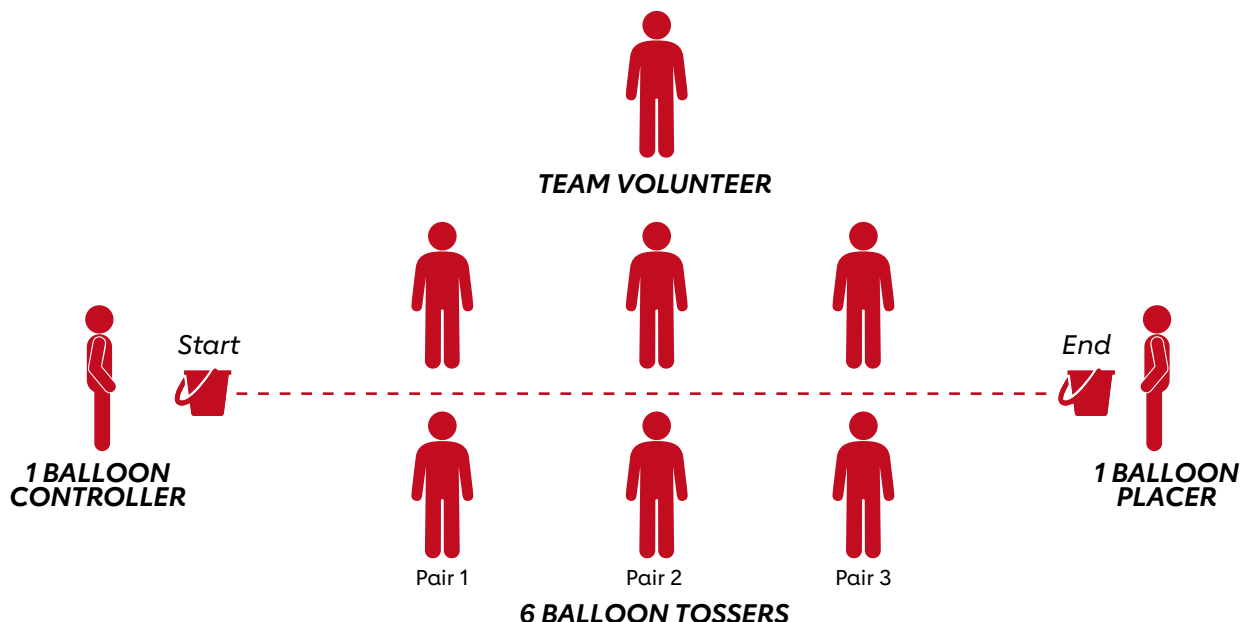 TEAM VOLUNTEER
Start
End
1 BALLOON
CONTROLLER
1 BALLOON
PLACER
Pair 1
Pair 2
Pair 3
6 BALLOON TOSSERS